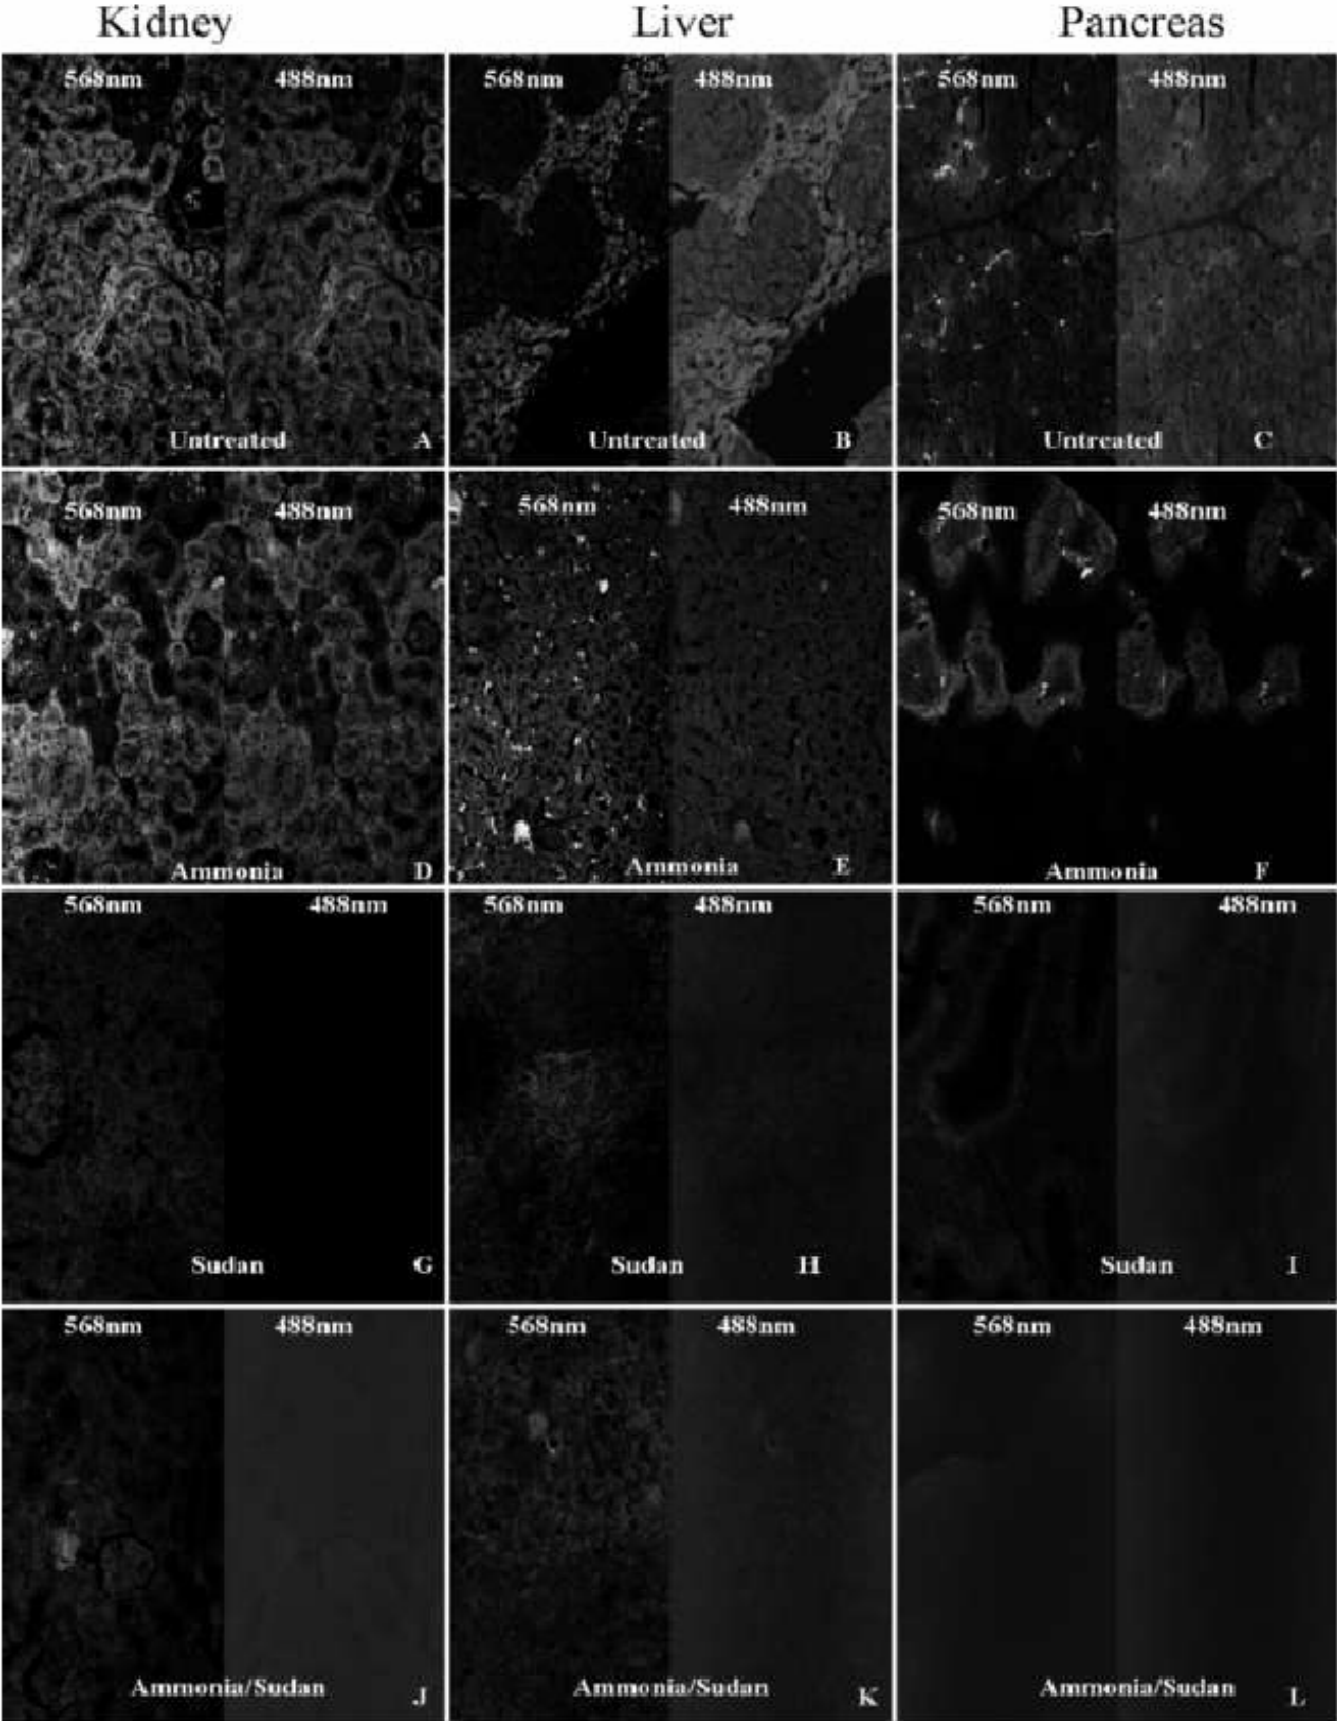 Kidney Liver Pancreas
568nm 488nm 568nm 488nm 568nm 488nm
Untreated A Untreated B Untreated C
568nm 488nm 568nm 488nm 568nm 488nm
Ammonia D Ammonia E Ammonia F
568nm 488nm 568nm 488nm 568nm 488nm
Sudan G Sudan H Sudan I
568nm 488nm 568nm 488nm 568nm 488nm
Ammonia/Sudan J Ammonia/Sudan K Ammonia/Sudan L